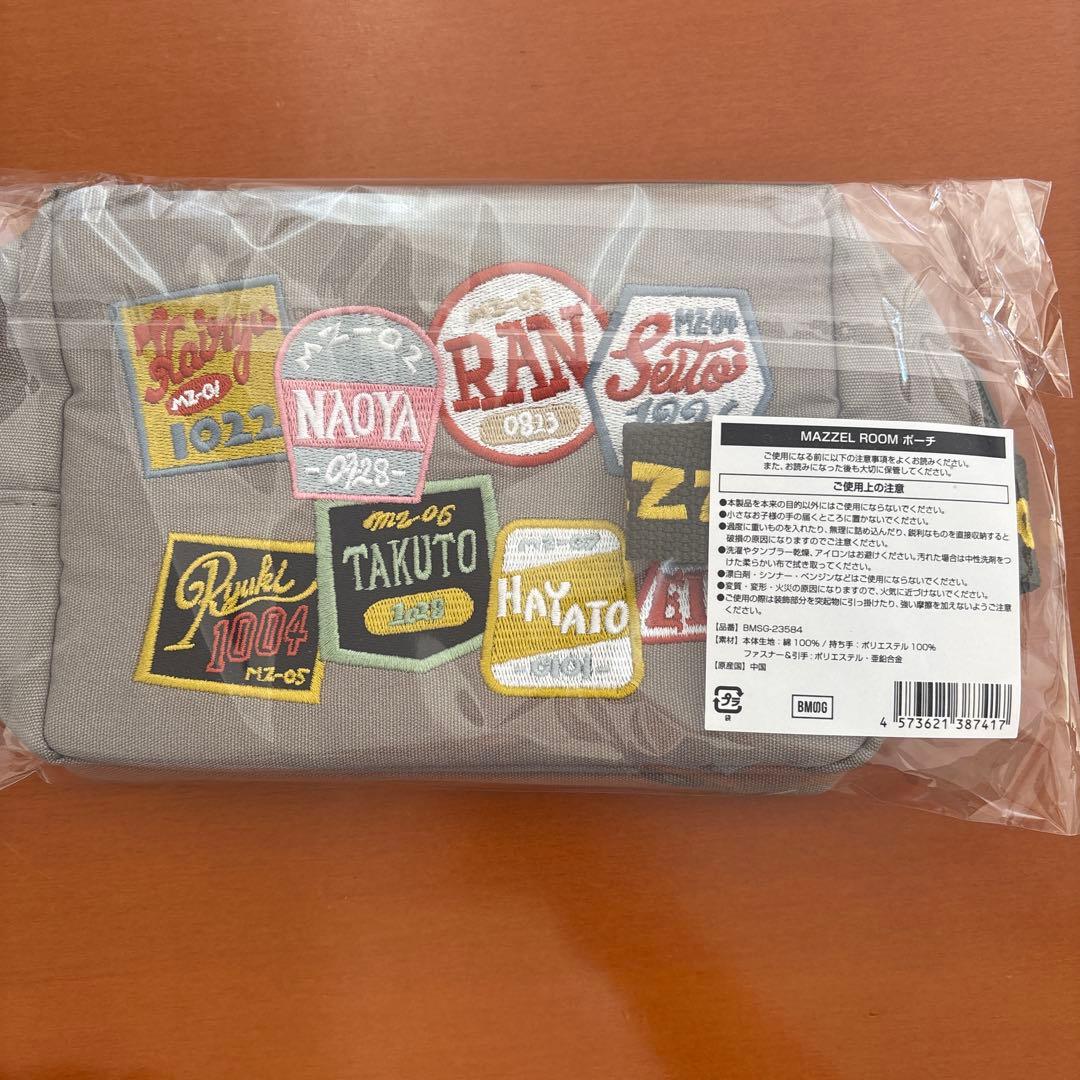 Kairyu
MZ-01
1022
MZ-02
NAOYA
-0928-
MZ-03
RAN
0823
MZ-04
Seito
MZ-06
TAKUTO
Ryuki
1004
MZ-05
HAYATO
-0101-
MAZZEL ROOM ポーチ
ご使用になる前に以下の注意事項をよくお読みください。
また、お読みになった後も大切に保管してください。
ご使用上の注意
●本製品を本来の目的以外にはご使用にならないでください。
●小さなお子様の手の届くところに置かないでください。
●過度に重いものを入れたり、無理に詰め込んだり、鋭利なものを直接収納すると
破損の原因になりますのでご注意ください。
●洗濯やタンブラー乾燥、アイロンはお避けください。汚れた場合は中性洗剤をつ
けた柔らかい布で拭き取ってください。
●漂白剤・シンナー・ベンジンなどはご使用にならないでください。
●変質・変形・火災の原因になりますので、火気に近づけないでください。
●ご使用の際は装飾部分を突起物に引っ掛けたり、強い摩擦を加えないようご注意
ください。
【品番】BMSG-23584
【素材】本体生地：綿 100% / 持ち手：ポリエステル 100%
ファスナー＆引手：ポリエステル・亜鉛合金
【原産国】中国
プラ
袋
BMSG
4 573621 387417